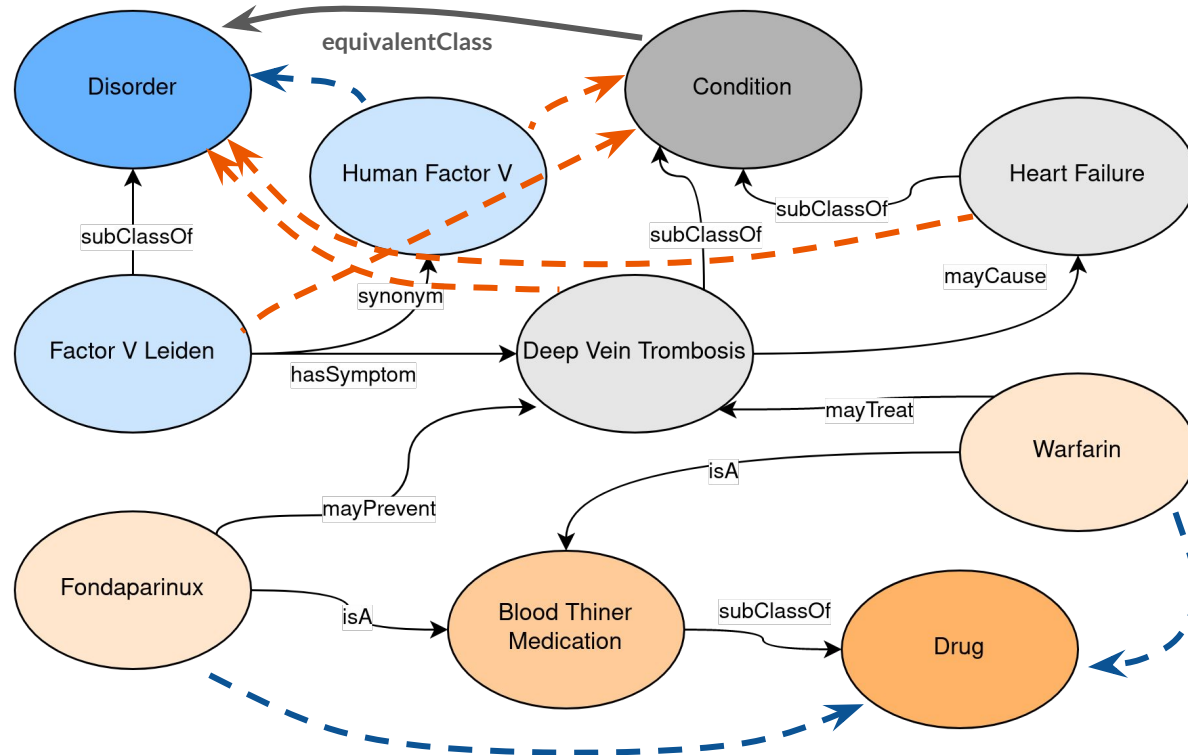 equivalentClass
Disorder
Condition
Human Factor V
Heart Failure
subClassOf
subClassOf
subClassOf
mayCause
synonym
Factor V Leiden
Deep Vein Trombosis
hasSymptom
mayTreat
Warfarin
isA
mayPrevent
Fondaparinux
isA
Blood Thiner
Medication
subClassOf
Drug